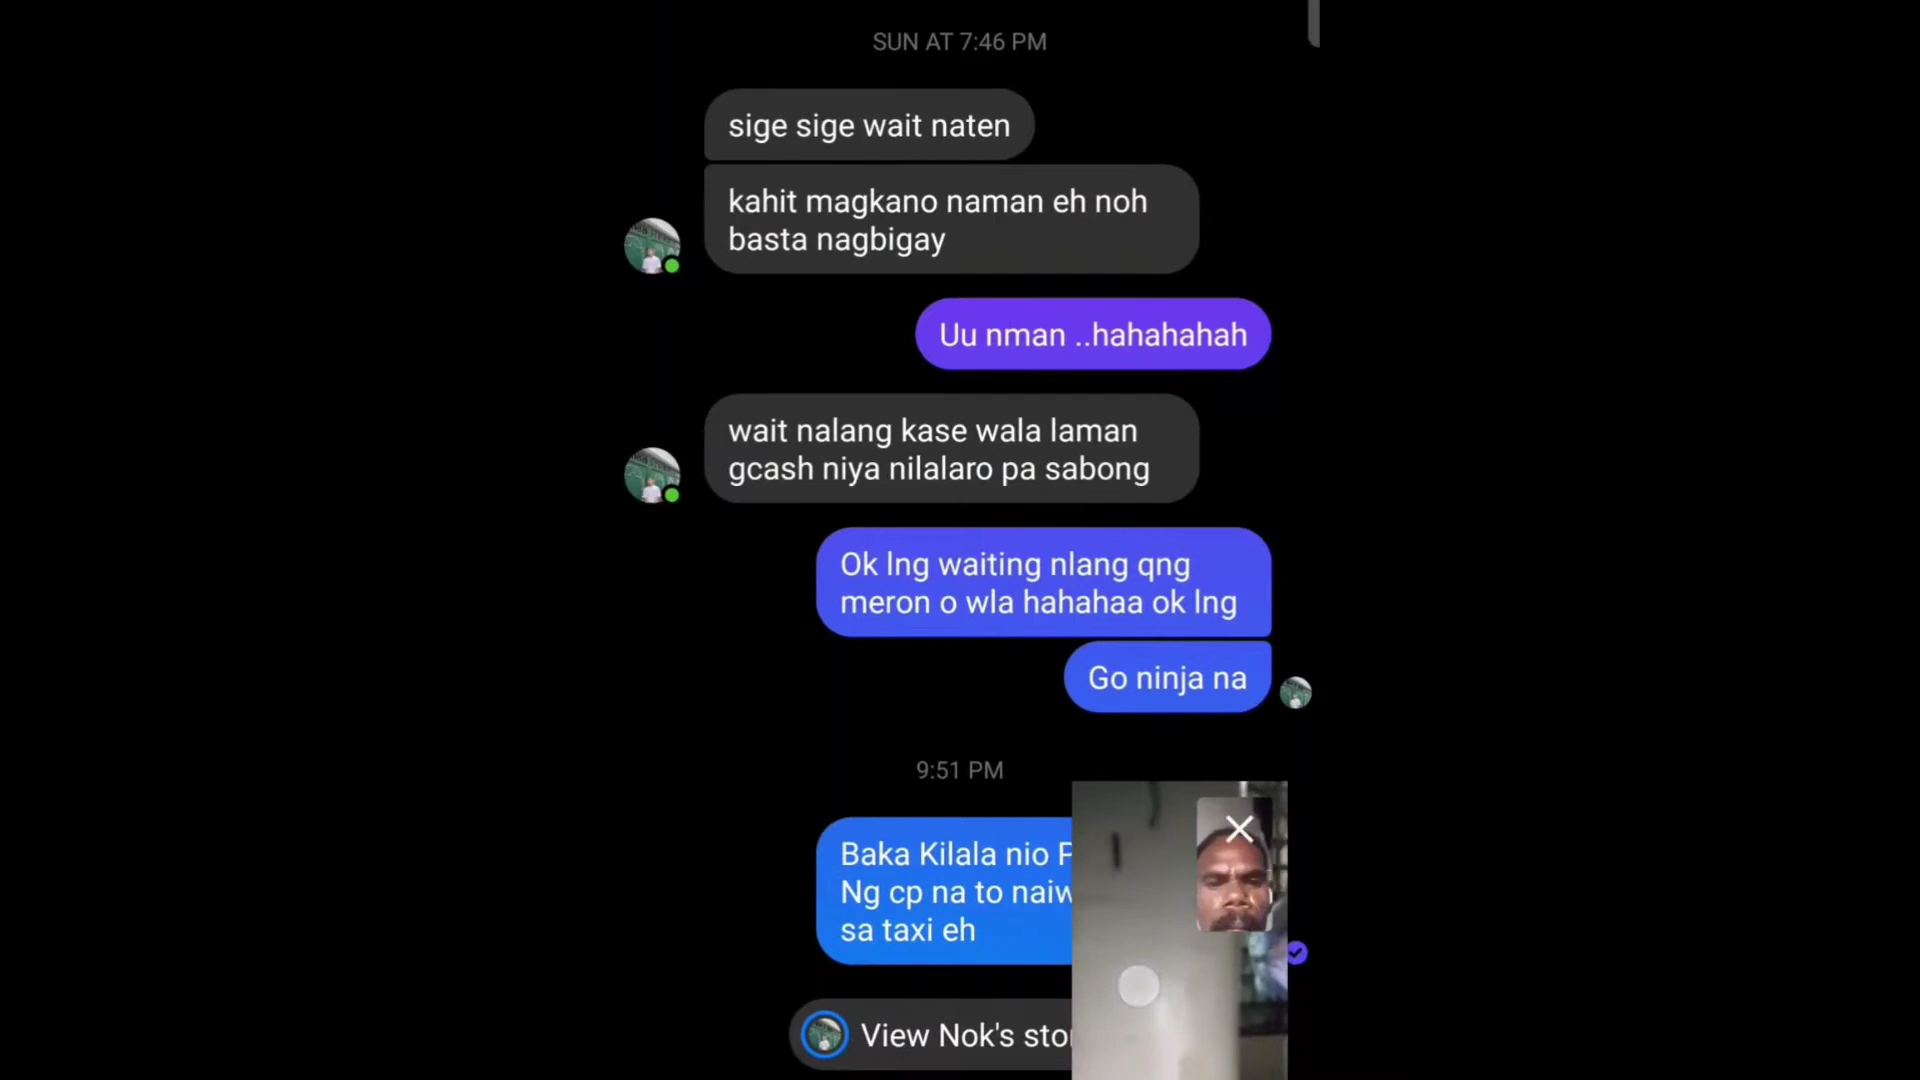 SUN AT 7:46 PM
sige sige wait naten
kahit magkano naman eh noh
basta nagbigay
Uu nman ..hahahahah
wait nalang kase wala laman
gcash niya nilalaro pa sabong
Ok lng waiting nlang qng
meron o wla hahahaa ok lng
Go ninja na
9:51 PM
Baka Kilala nio
Ng cp na to
sa taxi eh
View Nok's